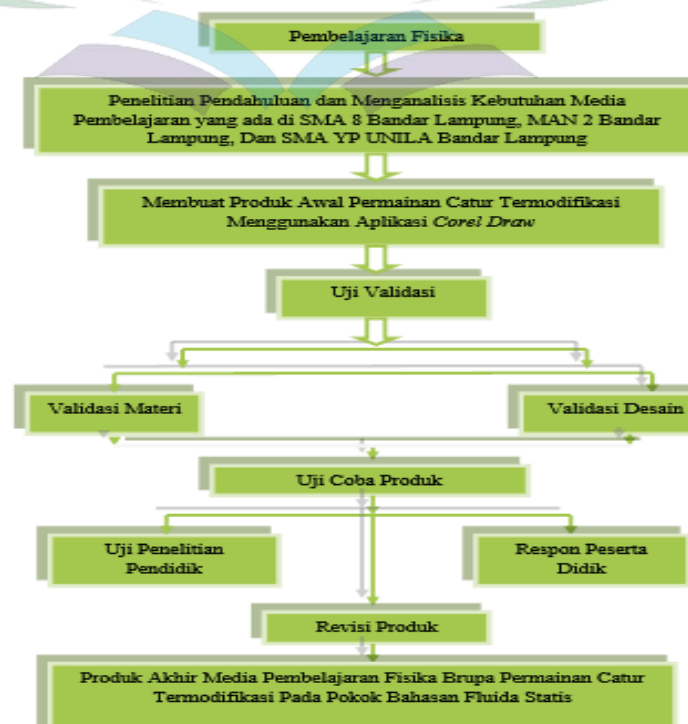 Pembelajaran Fisika
Penelitian Pendahuluan dan Menganalisis Kebutuhan Media
Pembelajaran yang ada di SMA 8 Bandar Lampung, MAN 2 Bandar
Lampung, Dan SMA YP UNILA Bandar Lampung
Membuat Produk Awal Permainan Catur Termodifikasi
Menggunakan Aplikasi Corel Draw
Uji Validasi
Validasi Materi
Validasi Desain
Uji Coba Produk
Uji Penelitian
Pendidik
Respon Peserta
Didik
Revisi Produk
Produk Akhir Media Pembelajaran Fisika Brupa Permainan Catur
Termodifikasi Pada Pokok Bahasan Fluida Statis